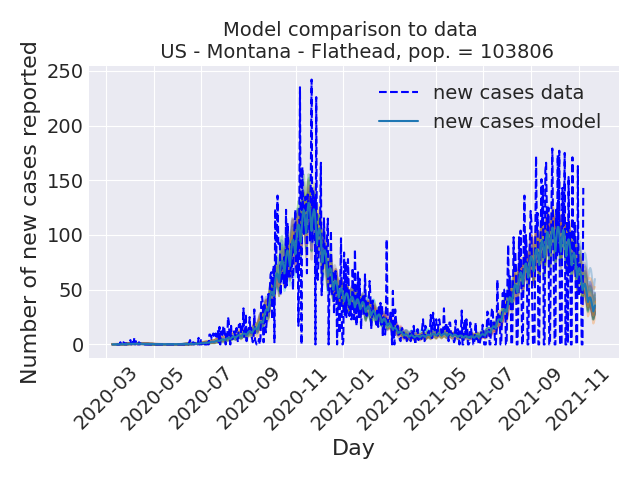 Model comparison to data
US - Montana - Flathead, pop. = 103806
Number of new cases reported
250
200
150
100
50
0
new cases data
new cases model
2020-03
2020-05
2020-07
2020-09
2020-11
2021-01
2021-03
2021-05
2021-07
2021-09
2021-11
Day